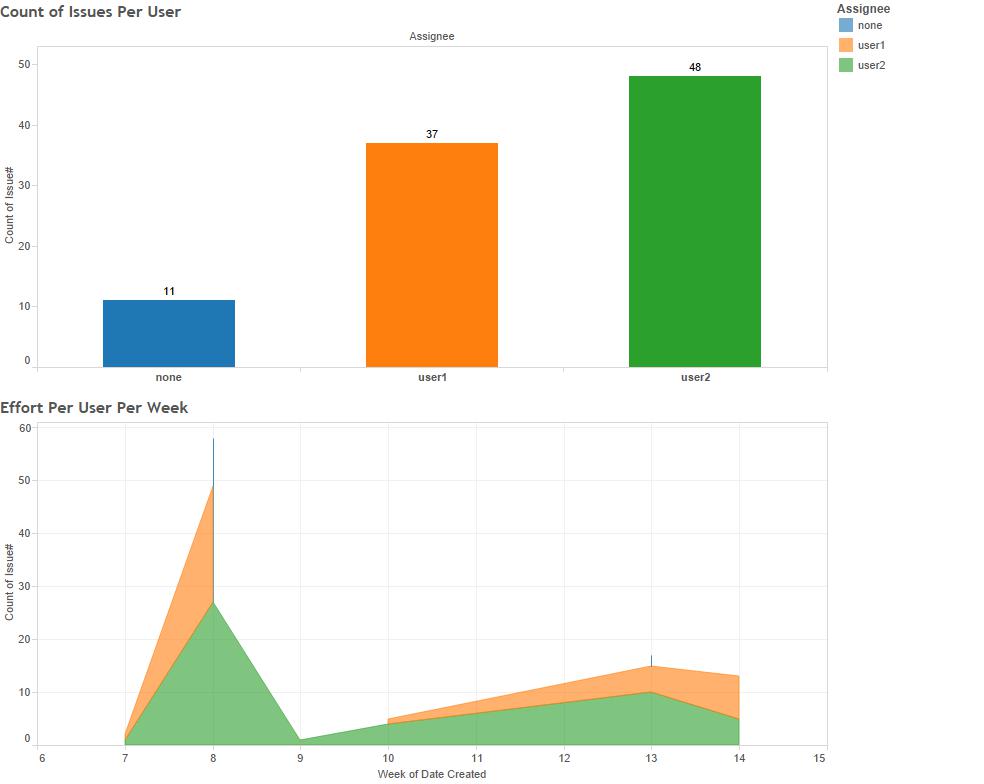 Count of Issues Per User
Assignee
none
user1
user2
Assignee
50
40
30
20
10
0
Count of Issue#
11
37
48
none user1 user2
Effort Per User Per Week
60
50
40
30
20
10
0
Count of Issue#
6 7 8 9 10 11 12 13 14 15
Week of Date Created